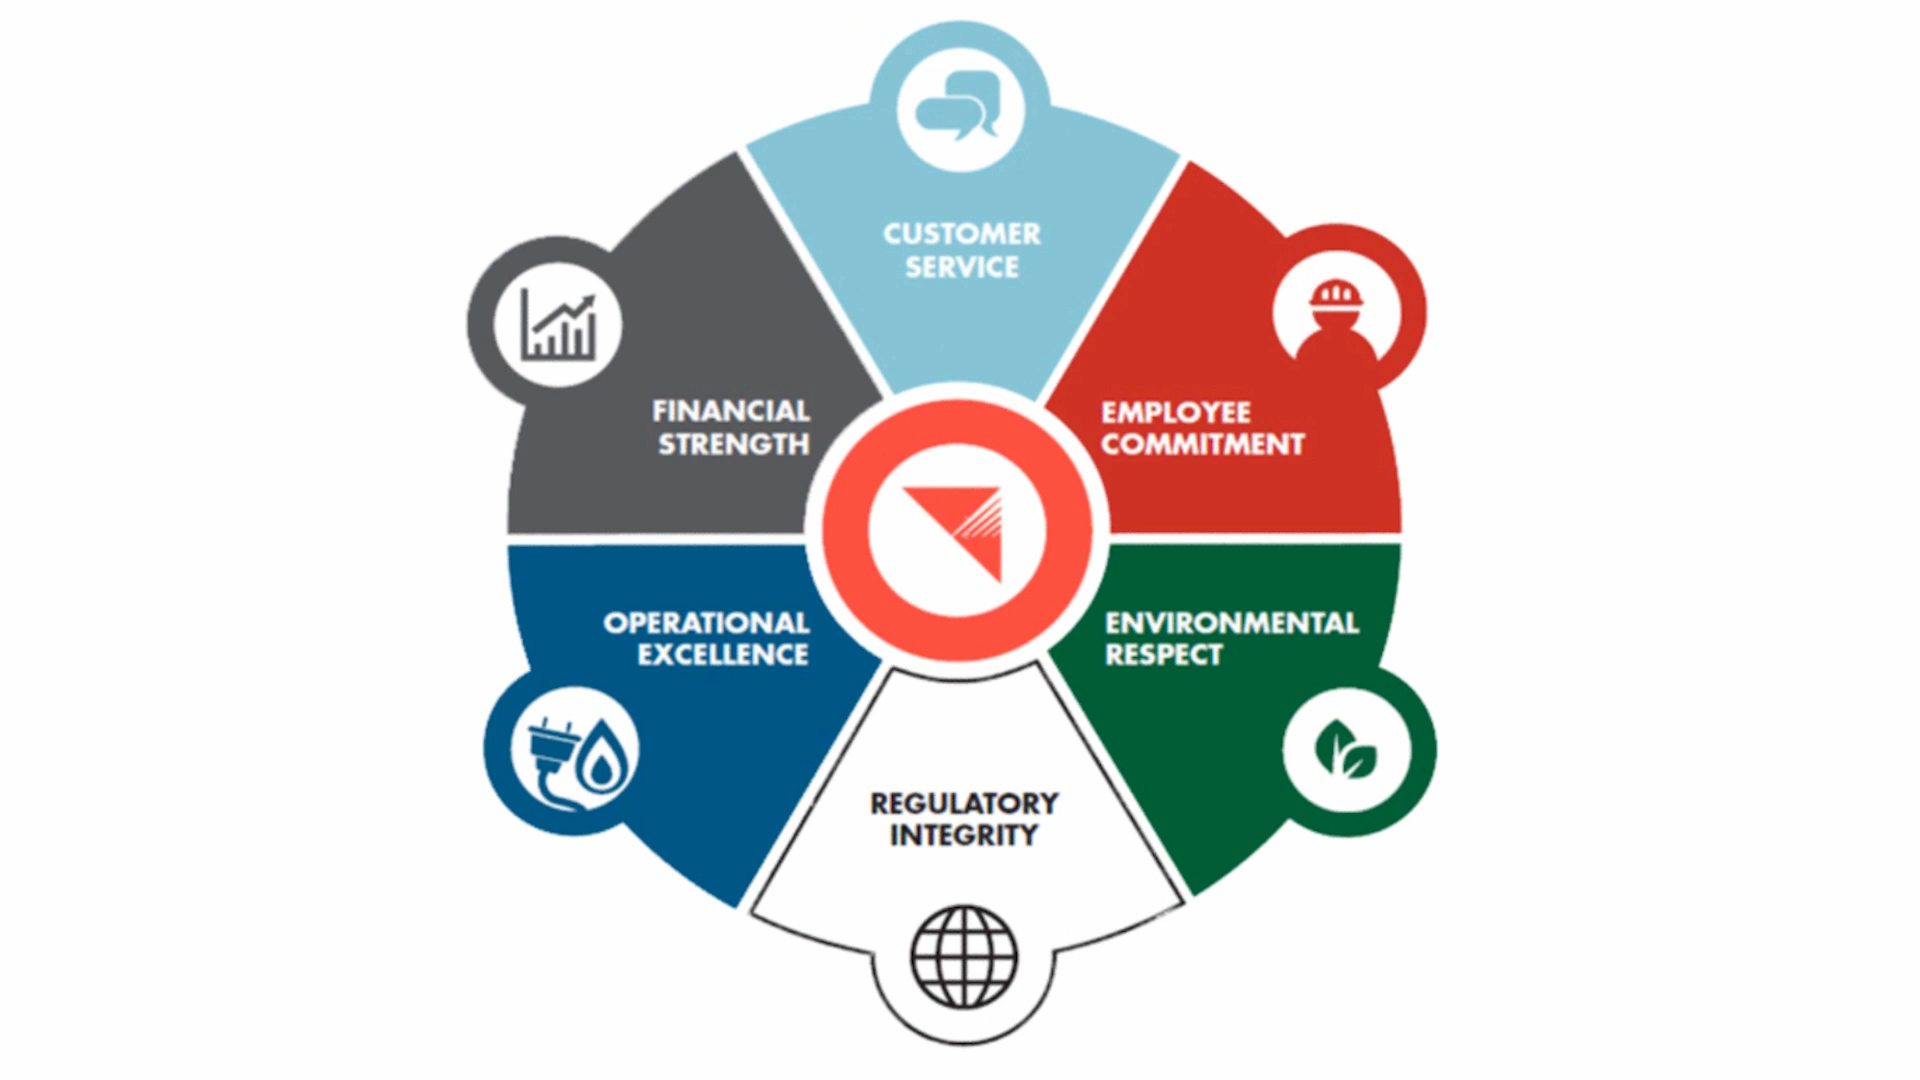 CUSTOMER
SERVICE
EMPLOYEE
COMMITMENT
ENVIRONMENTAL
RESPECT
REGULATORY
INTEGRITY
OPERATIONAL
EXCELLENCE
FINANCIAL
STRENGTH